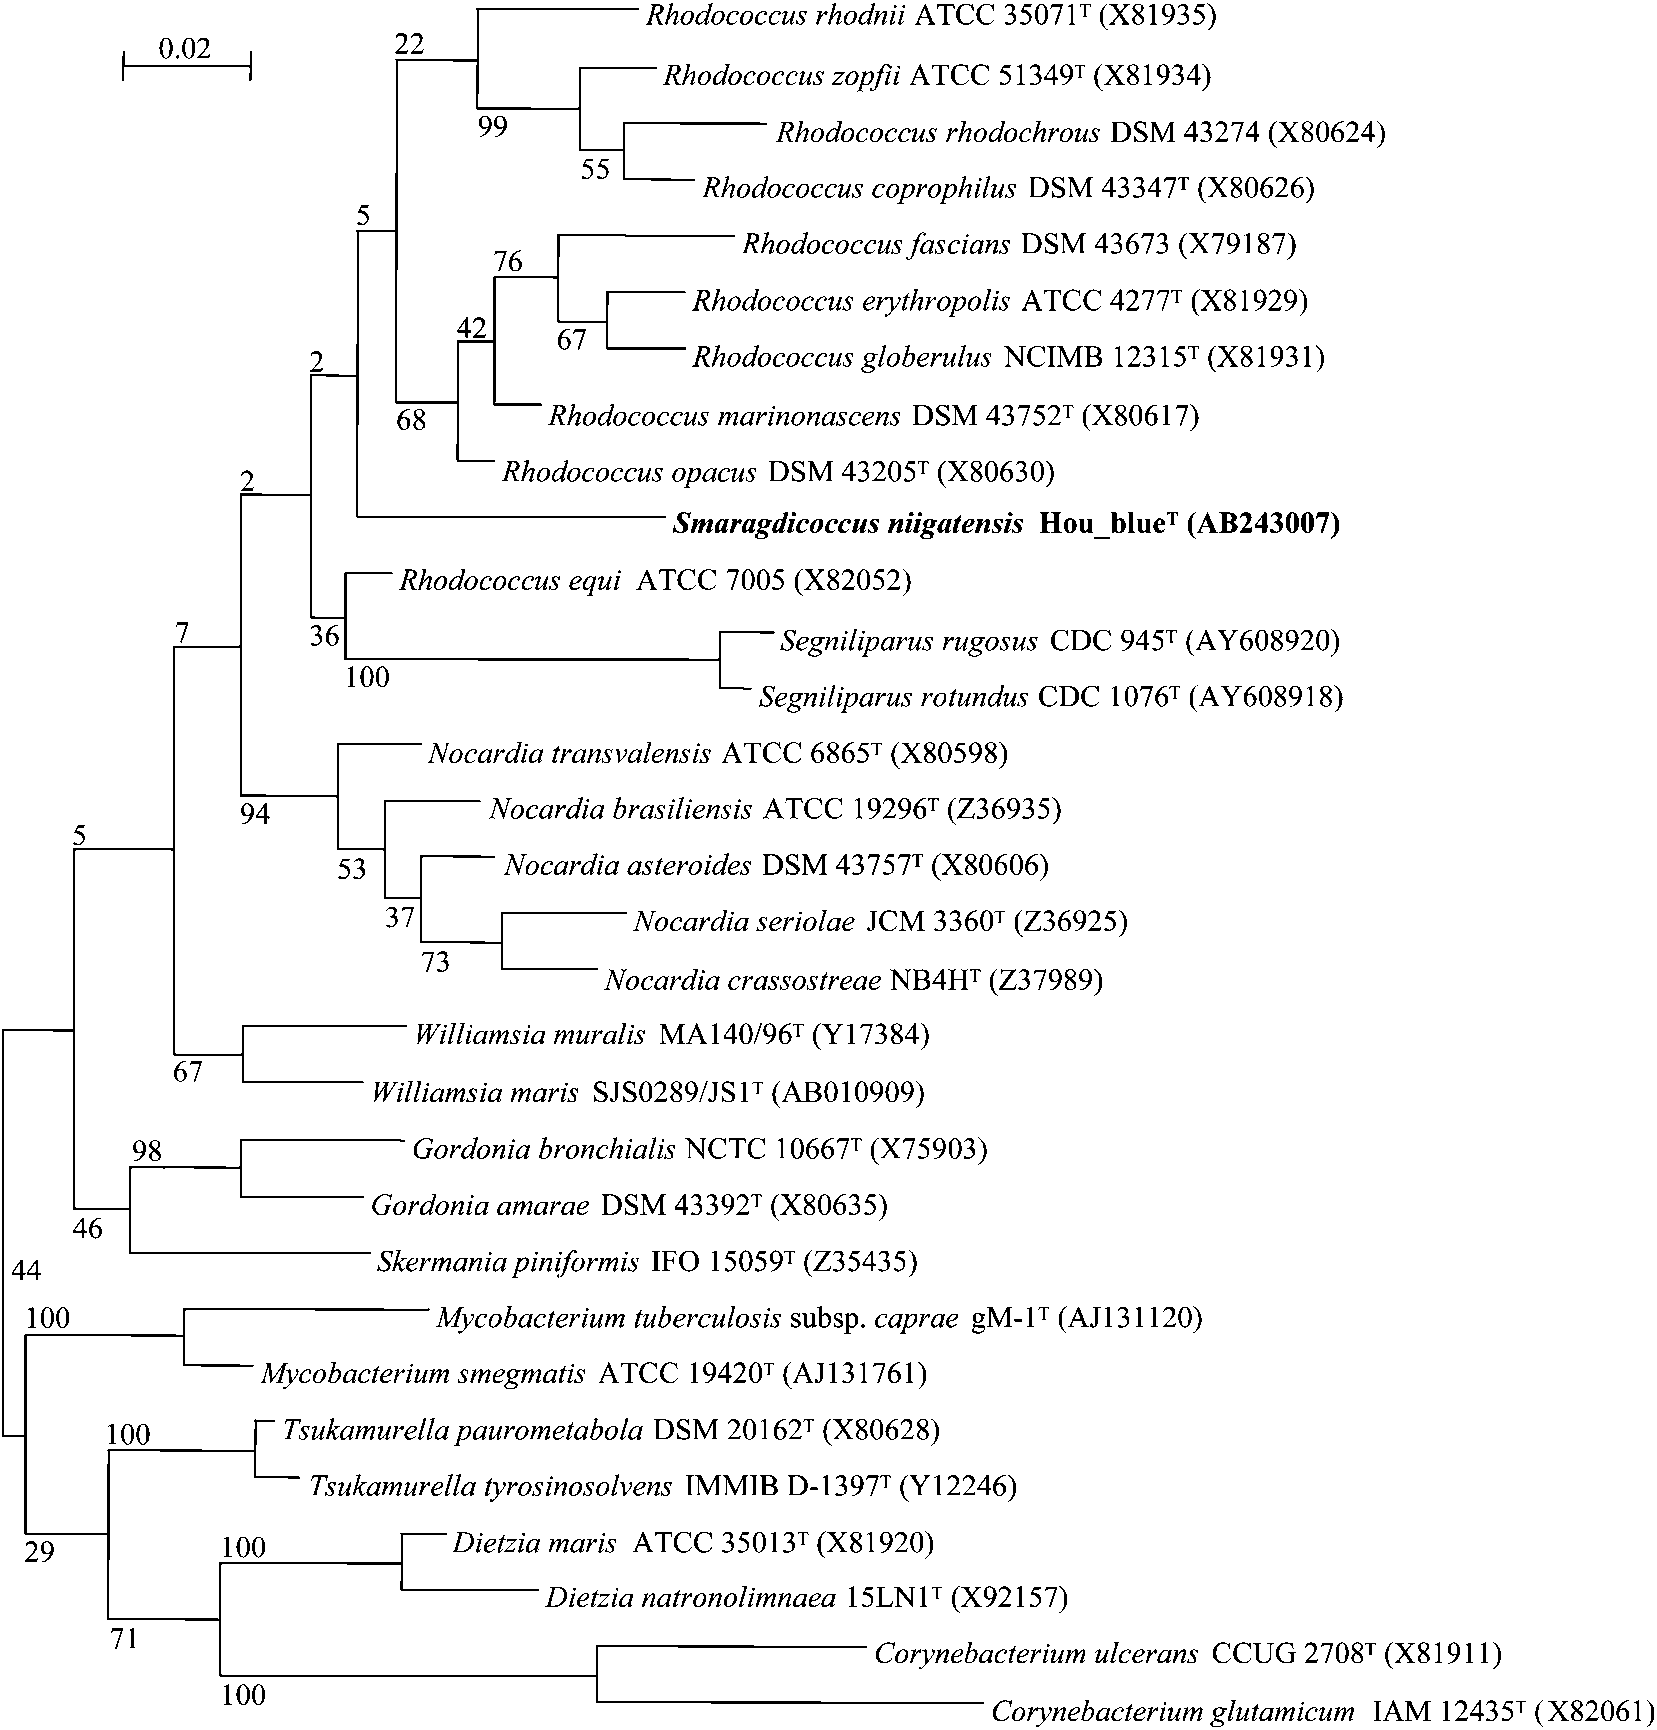 Rhodococcus rhodnii ATCC 35071ᵀ (X81935)
0.02
22
Rhodococcus zopfii ATCC 51349ᵀ (X81934)
99
Rhodococcus rhodochrous DSM 43274 (X80624)
55
Rhodococcus coprophilus DSM 43347ᵀ (X80626)
5
Rhodococcus fascians DSM 43673 (X79187)
76
Rhodococcus erythropolis ATCC 4277ᵀ (X81929)
42
67
Rhodococcus globerulus NCIMB 12315ᵀ (X81931)
2
68
Rhodococcus marinonascens DSM 43752ᵀ (X80617)
Rhodococcus opacus DSM 43205ᵀ (X80630)
2
Smaragdicoccus niigatensis Hou_blueᵀ (AB243007)
Rhodococcus equi ATCC 7005 (X82052)
7
36
Segniliparus rugosus CDC 945ᵀ (AY608920)
100
Segniliparus rotundus CDC 1076ᵀ (AY608918)
Nocardia transvalensis ATCC 6865ᵀ (X80598)
94
Nocardia brasiliensis ATCC 19296ᵀ (Z36935)
5
53
Nocardia asteroides DSM 43757ᵀ (X80606)
37
Nocardia seriolae JCM 3360ᵀ (Z36925)
73
Nocardia crassostreae NB4Hᵀ (Z37989)
Williamsia muralis MA140/96ᵀ (Y17384)
67
Williamsia maris SJS0289/JS1ᵀ (AB010909)
98
Gordonia bronchialis NCTC 10667ᵀ (X75903)
Gordonia amarae DSM 43392ᵀ (X80635)
46
Skermania piniformis IFO 15059ᵀ (Z35435)
44
100
Mycobacterium tuberculosis subsp. caprae gM-1ᵀ (AJ131120)
Mycobacterium smegmatis ATCC 19420ᵀ (AJ131761)
100
Tsukamurella paurometabola DSM 20162ᵀ (X80628)
Tsukamurella tyrosinosolvens IMMIB D-1397ᵀ (Y12246)
29
100
Dietzia maris ATCC 35013ᵀ (X81920)
Dietzia natronolimnaea 15LN1ᵀ (X92157)
71
Corynebacterium ulcerans CCUG 2708ᵀ (X81911)
100
Corynebacterium glutamicum IAM 12435ᵀ (X82061)